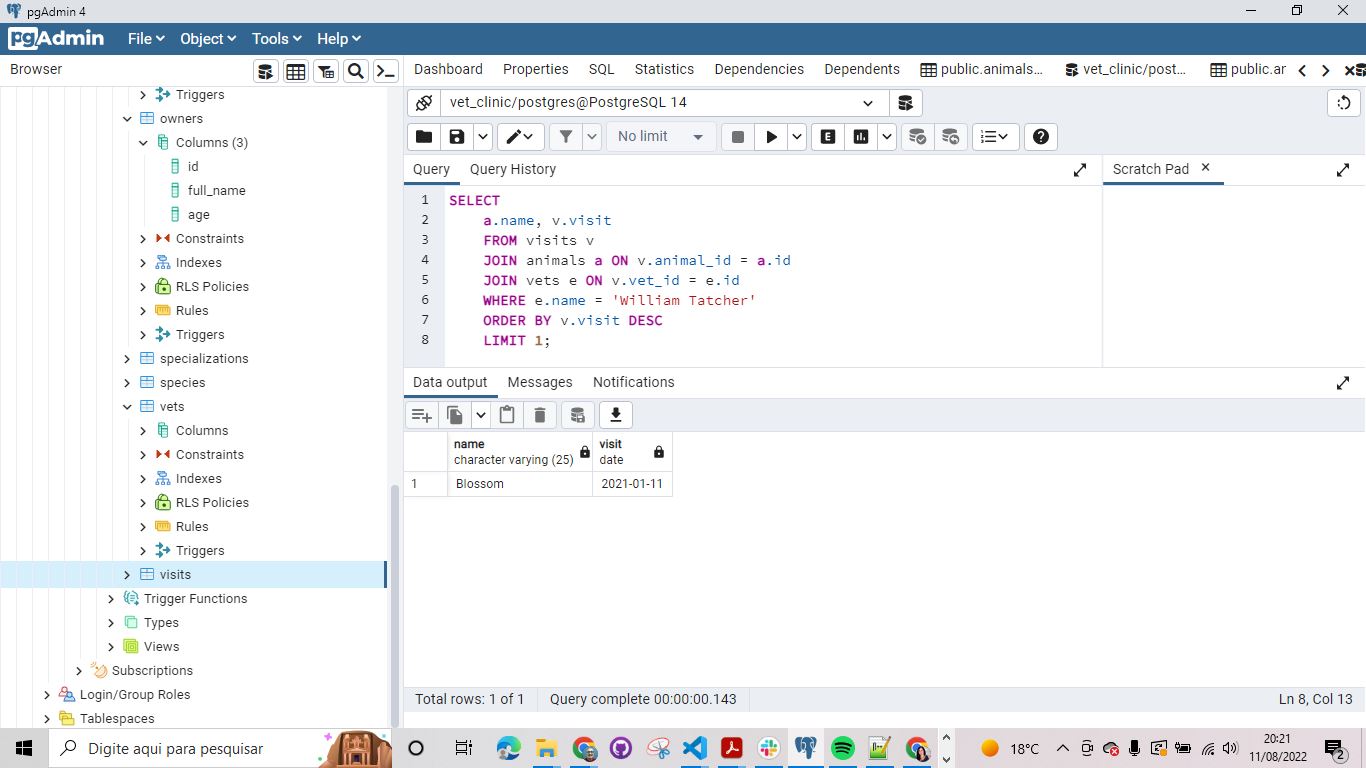 pgAdmin 4
pgAdmin File Object Tools Help
Browser
Dashboard Properties SQL Statistics Dependencies Dependents public.animals... vet_clinic/post... public.ar
Triggers
owners
Columns (3)
id
full_name
age
Constraints
Indexes
RLS Policies
Rules
Triggers
specializations
species
vets
Columns
Constraints
Indexes
RLS Policies
Rules
Triggers
visits
Trigger Functions
Types
Views
Subscriptions
Login/Group Roles
Tablespaces
vet_clinic/postgres@PostgreSQL 14
No limit
E
Query Query History
Scratch Pad
1 SELECT
2 a.name, v.visit
3 FROM visits v
4 JOIN animals a ON v.animal_id = a.id
5 JOIN vets e ON v.vet_id = e.id
6 WHERE e.name = 'William Tatcher'
7 ORDER BY v.visit DESC
8 LIMIT 1;
Data output Messages Notifications
name visit
character varying (25) date
1 Blossom 2021-01-11
Total rows: 1 of 1 Query complete 00:00:00.143 Ln 8, Col 13
Digite aqui para pesquisar
18°C
20:21
11/08/2022
2